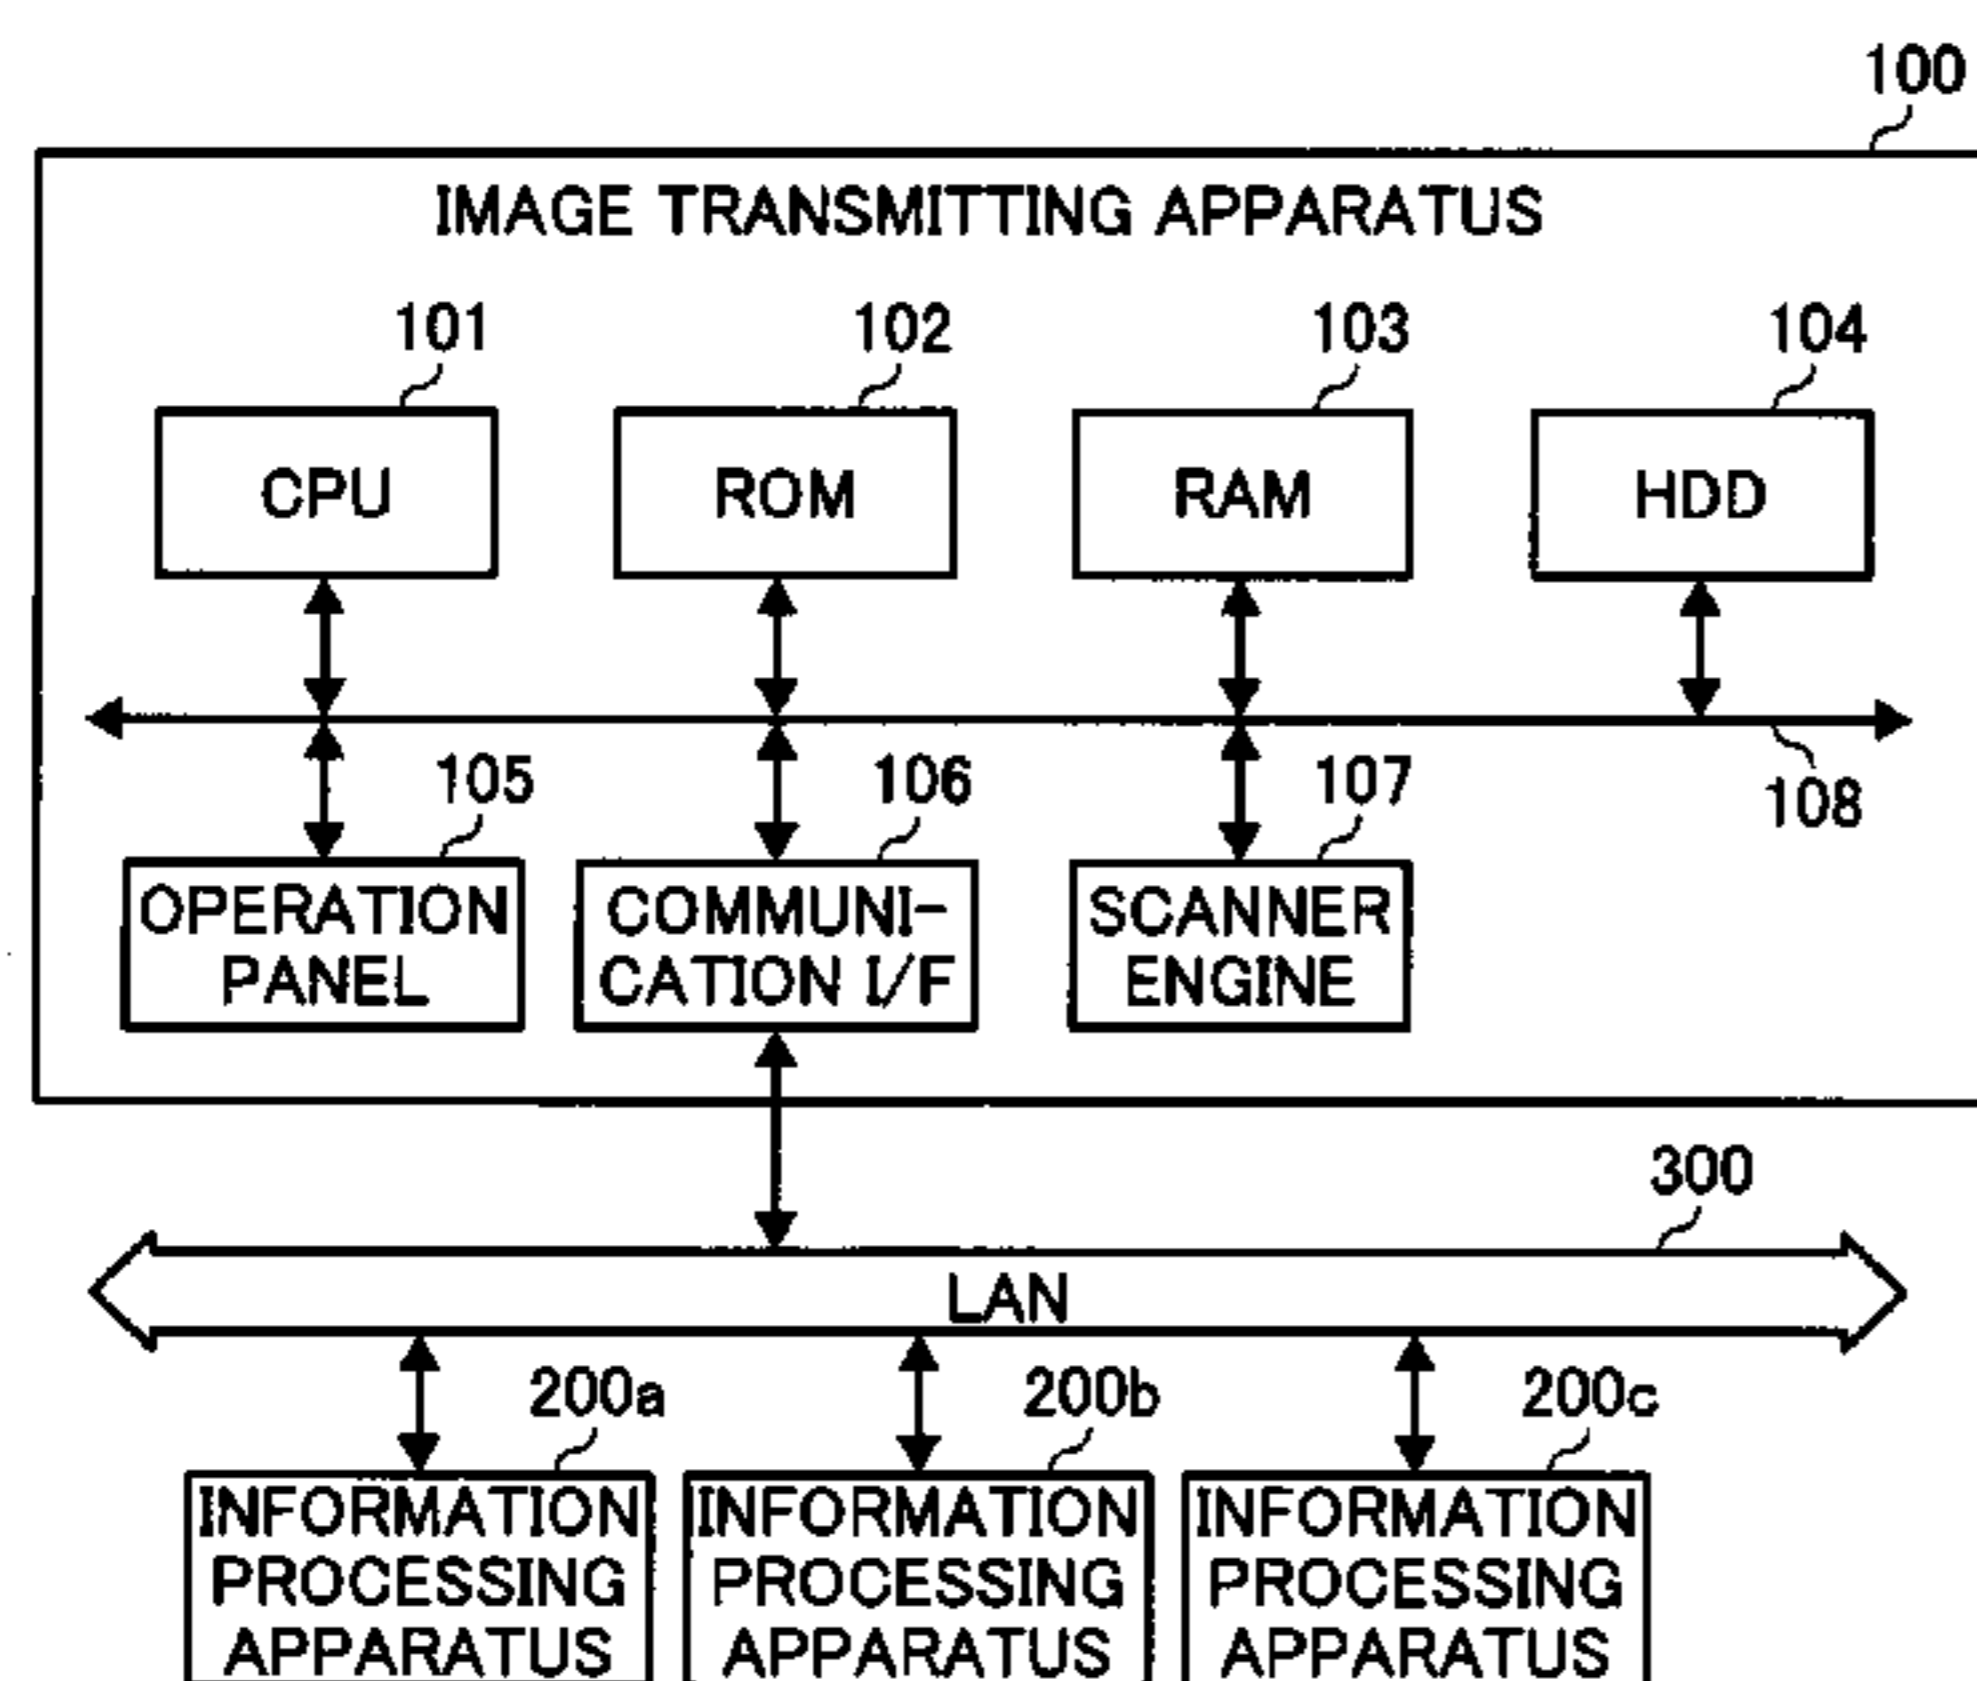 100
IMAGE TRANSMITTING APPARATUS
101
102
103
104
CPU
ROM
RAM
HDD
105
106
107
108
OPERATION
PANEL
COMMUNI-
CATION I/F
SCANNER
ENGINE
300
LAN
200a
200b
200c
INFORMATION
PROCESSING
APPARATUS
INFORMATION
PROCESSING
APPARATUS
INFORMATION
PROCESSING
APPARATUS